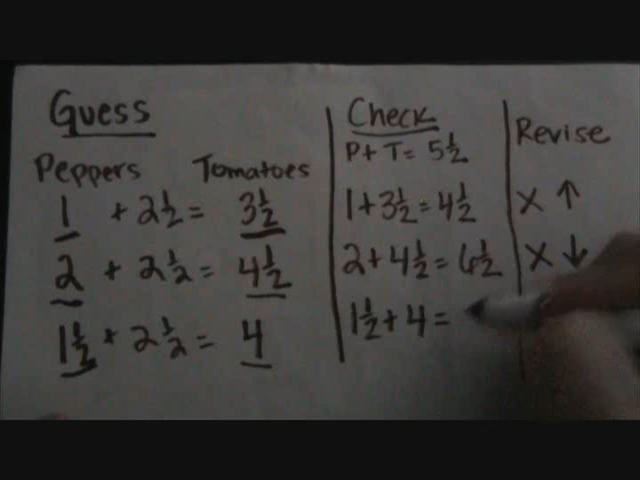 Guess Check Revise
P+T= 5½
Peppers Tomatoes
1 + 2½ = 3½ 1+3½=4½ X ↑
2 + 2½ = 4½ 2+4½=6½ X ↓
1½ + 2½ = 4 1½+4=